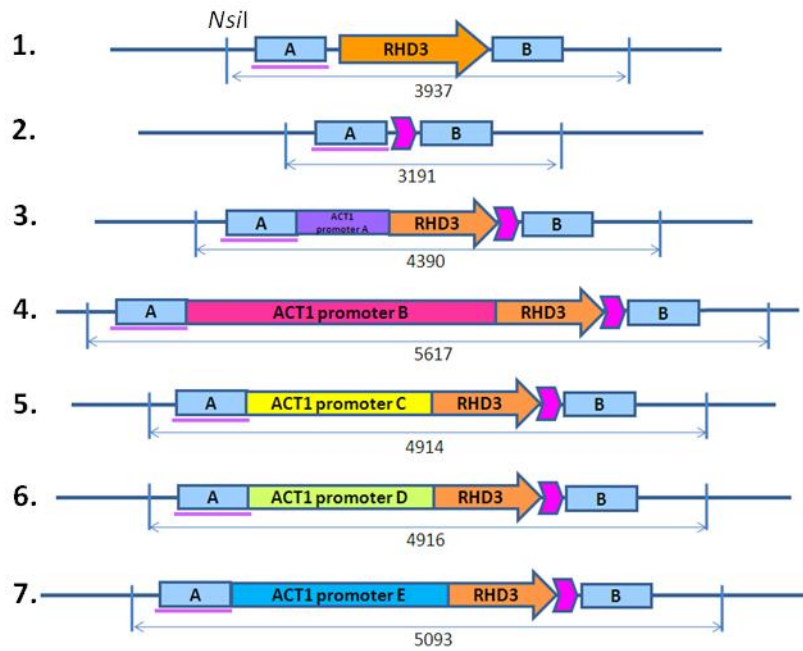 NsiI
1. A RHD3 B
3937
2. A B
3191
3. A ACT1 promoter A RHD3 B
4390
4. A ACT1 promoter B RHD3 B
5617
5. A ACT1 promoter C RHD3 B
4914
6. A ACT1 promoter D RHD3 B
4916
7. A ACT1 promoter E RHD3 B
5093